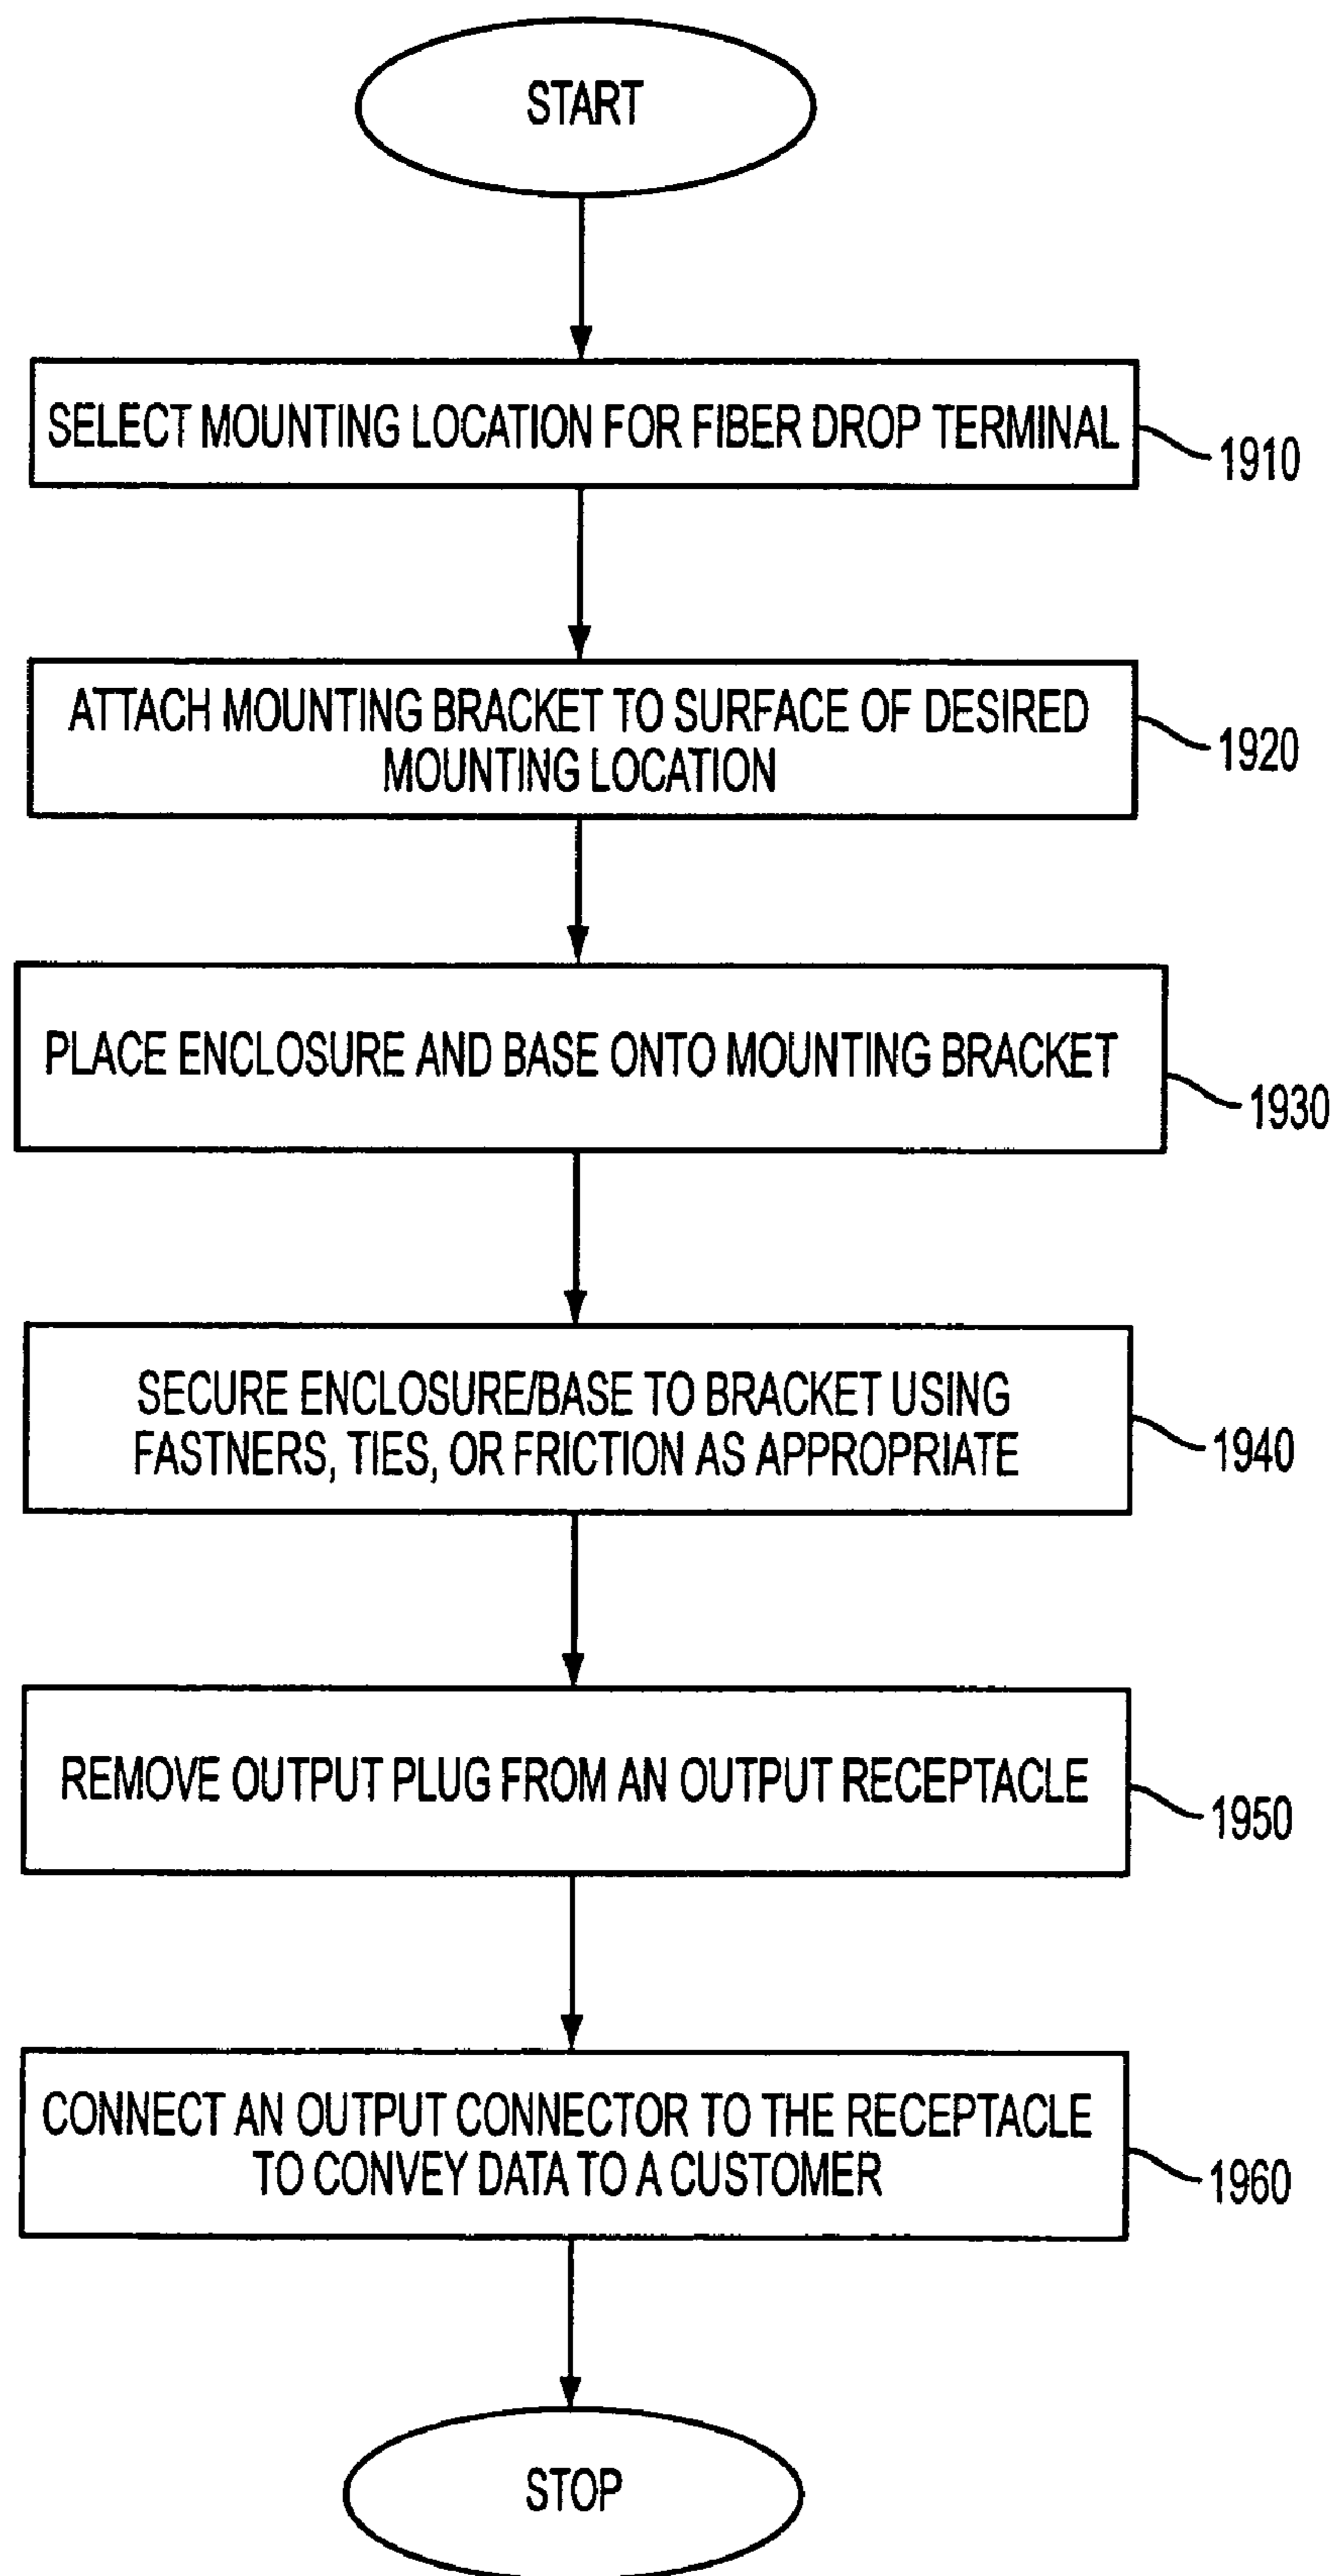 START
SELECT MOUNTING LOCATION FOR FIBER DROP TERMINAL
1910
ATTACH MOUNTING BRACKET TO SURFACE OF DESIRED
MOUNTING LOCATION
1920
PLACE ENCLOSURE AND BASE ONTO MOUNTING BRACKET
1930
SECURE ENCLOSURE/BASE TO BRACKET USING
FASTNERS, TIES, OR FRICTION AS APPROPRIATE
1940
REMOVE OUTPUT PLUG FROM AN OUTPUT RECEPTACLE
1950
CONNECT AN OUTPUT CONNECTOR TO THE RECEPTACLE
TO CONVEY DATA TO A CUSTOMER
1960
STOP